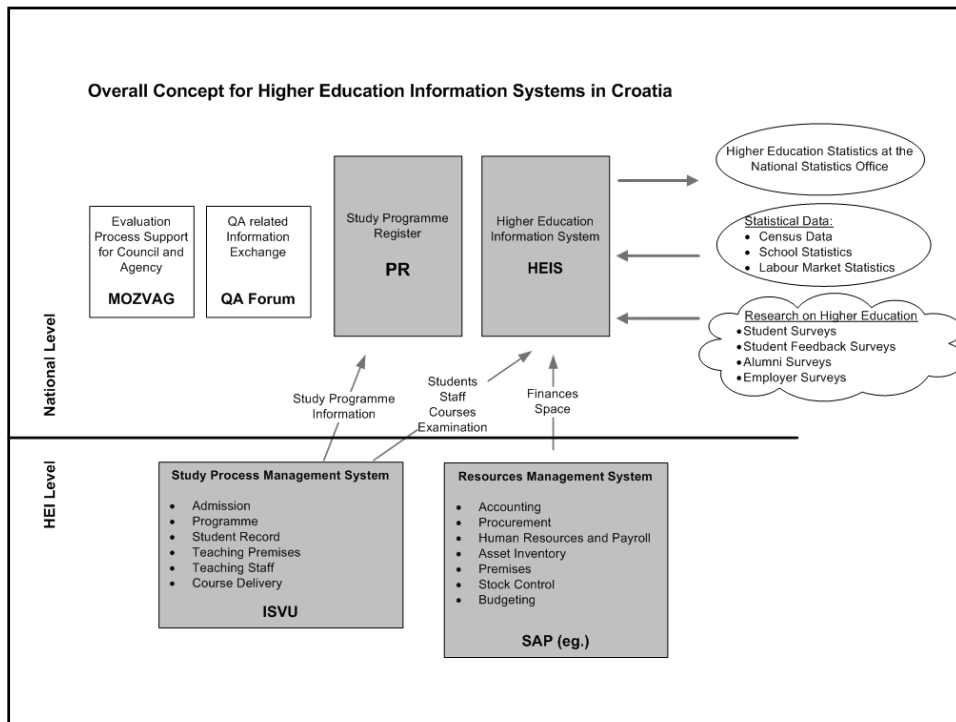 Overall Concept for Higher Education Information Systems in Croatia
Evaluation
Process Support
for Council and
Agency
MOZVAG
QA related
Information
Exchange
QA Forum
Study Programme
Register
PR
Higher Education
Information System
HEIS
Higher Education Statistics at the
National Statistics Office
Statistical Data:
• Census Data
• School Statistics
• Labour Market Statistics
Research on Higher Education
• Student Surveys
• Student Feedback Surveys
• Alumni Surveys
• Employer Surveys
National Level
Study Programme
Information
Students
Staff
Courses
Examination
Finances
Space
HEI Level
Study Process Management System
• Admission
• Programme
• Student Record
• Teaching Premises
• Teaching Staff
• Course Delivery
ISVU
Resources Management System
• Accounting
• Procurement
• Human Resources and Payroll
• Asset Inventory
• Premises
• Stock Control
• Budgeting
SAP (eg.)